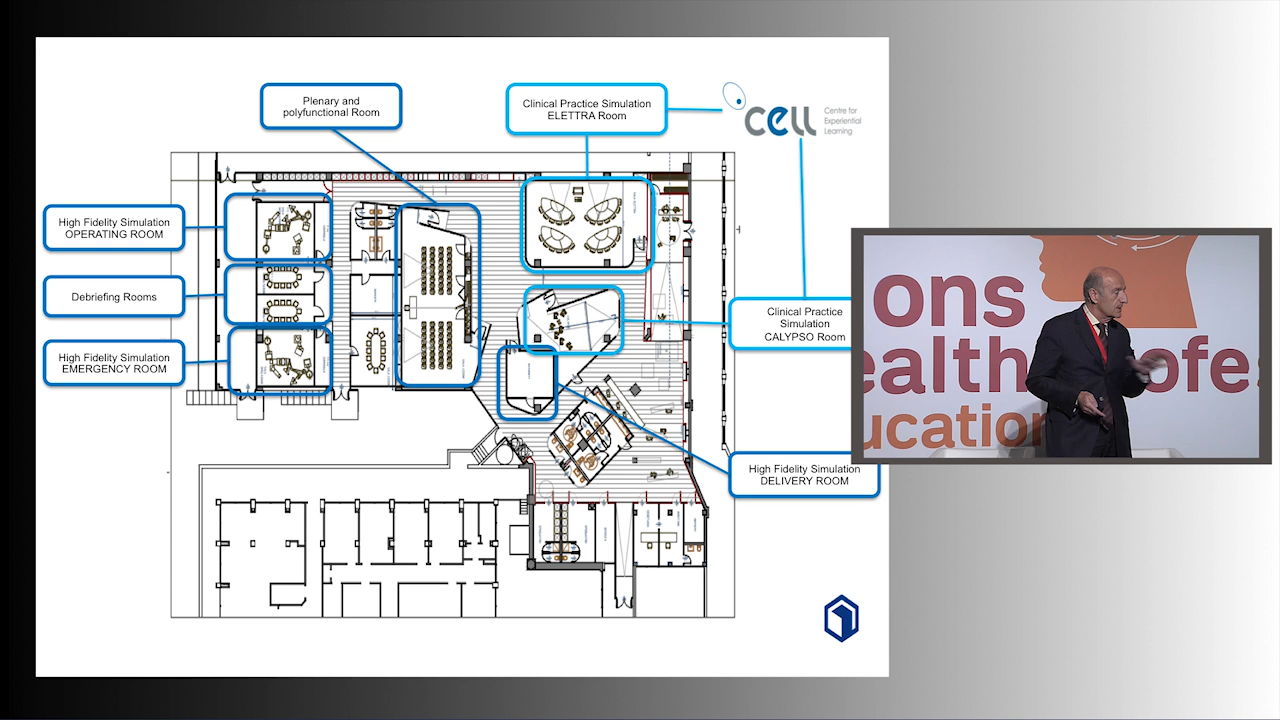 Plenary and
polyfunctional Room
Clinical Practice Simulation
ELETTRA Room
cell
Centre for
Experiential
Learning
High Fidelity Simulation
OPERATING ROOM
Debriefing Rooms
High Fidelity Simulation
EMERGENCY ROOM
Clinical Practice
Simulation
CALYPSO Room
High Fidelity Simulation
DELIVERY ROOM
ons
ealth
ofe
ucation